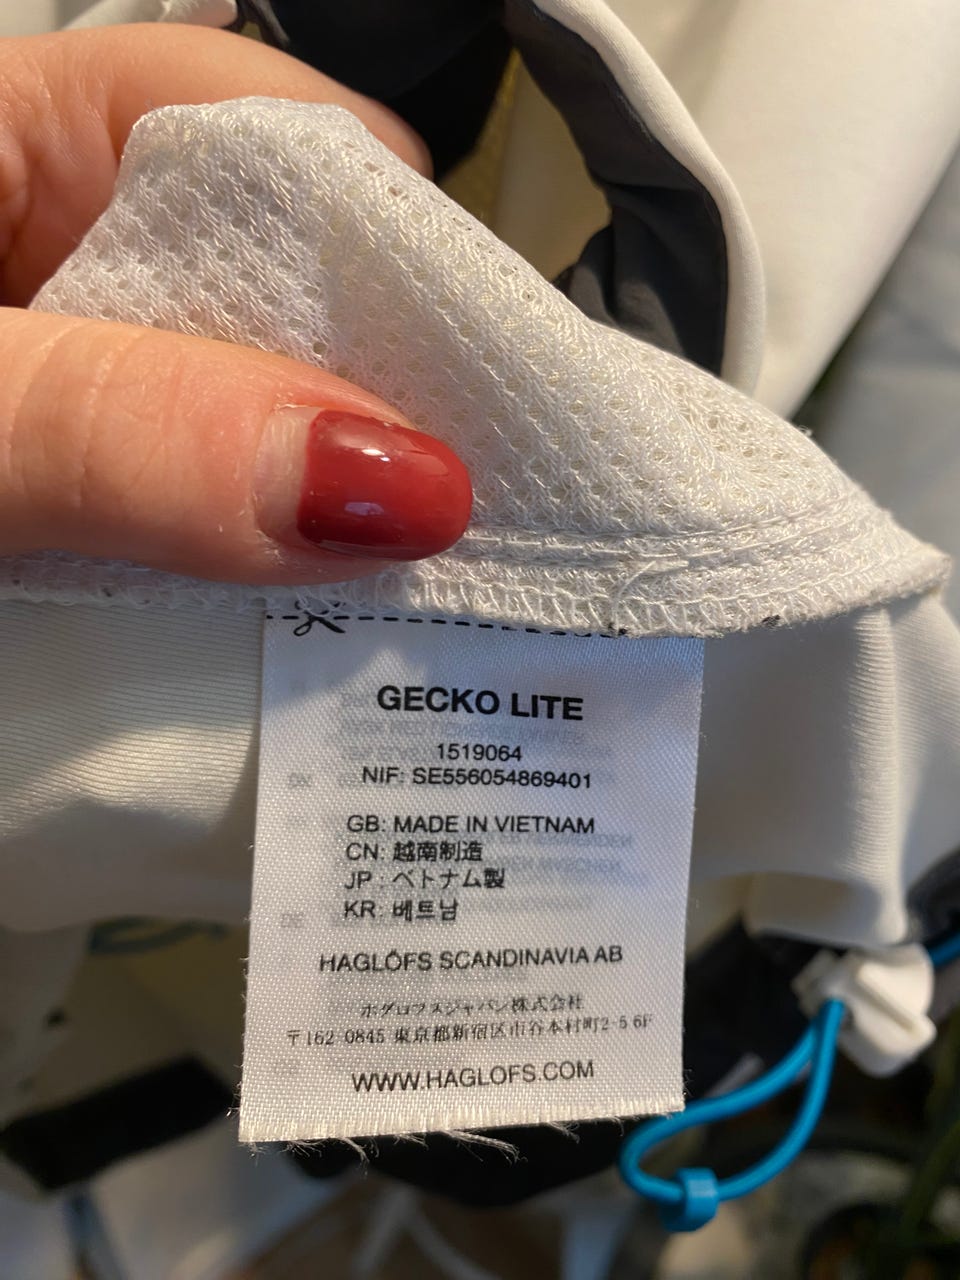 GECKO LITE
1519064
NIF: SE556054869401
GB: MADE IN VIETNAM
CN: 越南制造
JP : ベトナム製
KR: 베트남
HAGLÖFS SCANDINAVIA AB
ホグロフスジャパン株式会社
〒162-0845 東京都新宿区市谷本村町2-5 6F
WWW.HAGLOFS.COM